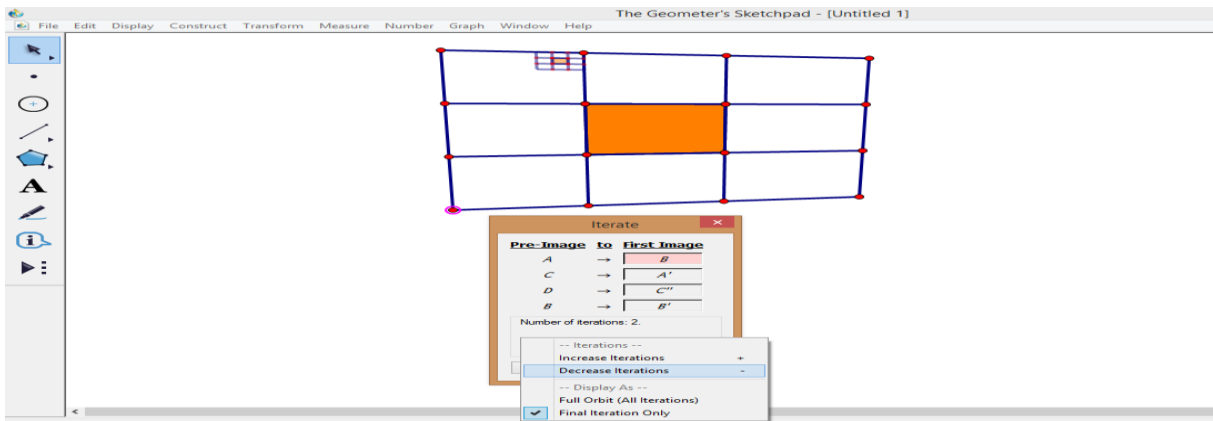 The Geometer's Sketchpad - [Untitled 1]
File Edit Display Construct Transform Measure Number Graph Window Help
A
Iterate
Pre-Image to First Image
A → B
C → A'
D → C''
B → B'
Number of iterations: 2.
-- Iterations --
Increase Iterations +
Decrease Iterations -
-- Display As --
Full Orbit (All Iterations)
Final Iteration Only